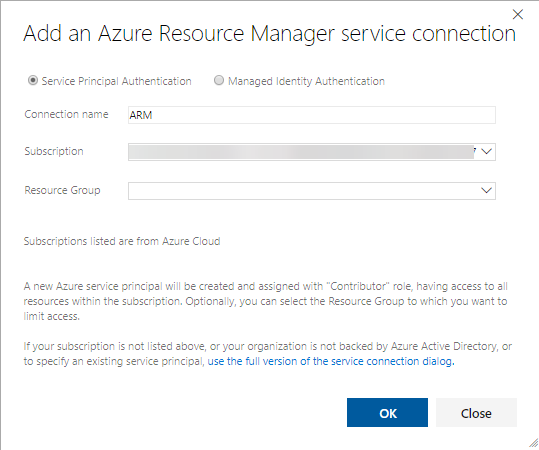 Add an Azure Resource Manager service connection
Service Principal Authentication Managed Identity Authentication
Connection name ARM
Subscription
Resource Group
Subscriptions listed are from Azure Cloud
A new Azure service principal will be created and assigned with "Contributor" role, having access to all
resources within the subscription. Optionally, you can select the Resource Group to which you want to
limit access.
If your subscription is not listed above, or your organization is not backed by Azure Active Directory, or
to specify an existing service principal, use the full version of the service connection dialog.
OK Close